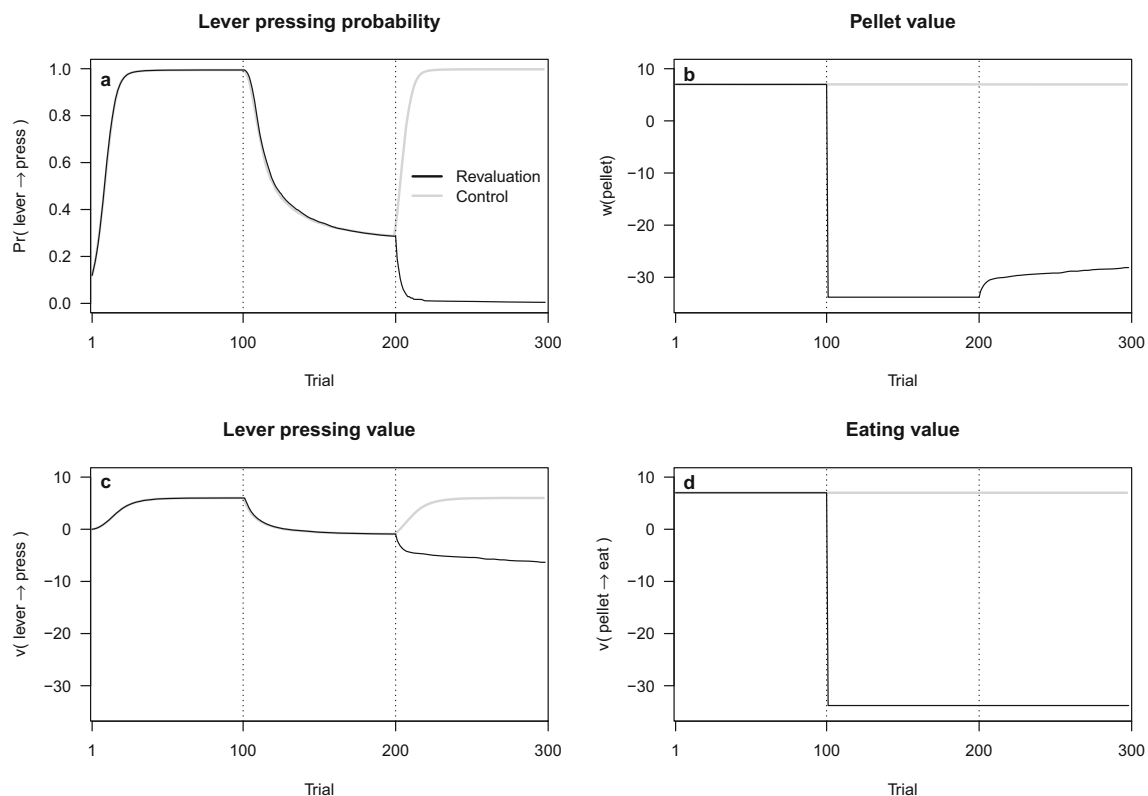 Lever pressing probability
a
Pr( lever → press )
1.0
0.8
0.6
0.4
0.2
0.0
Revaluation
Control
1
100
200
300
Trial
Pellet value
b
w(pellet)
10
0
−10
−20
−30
1
100
200
300
Trial
Lever pressing value
c
v( lever → press )
10
0
−10
−20
−30
1
100
200
300
Trial
Eating value
d
v( pellet → eat )
10
0
−10
−20
−30
1
100
200
300
Trial